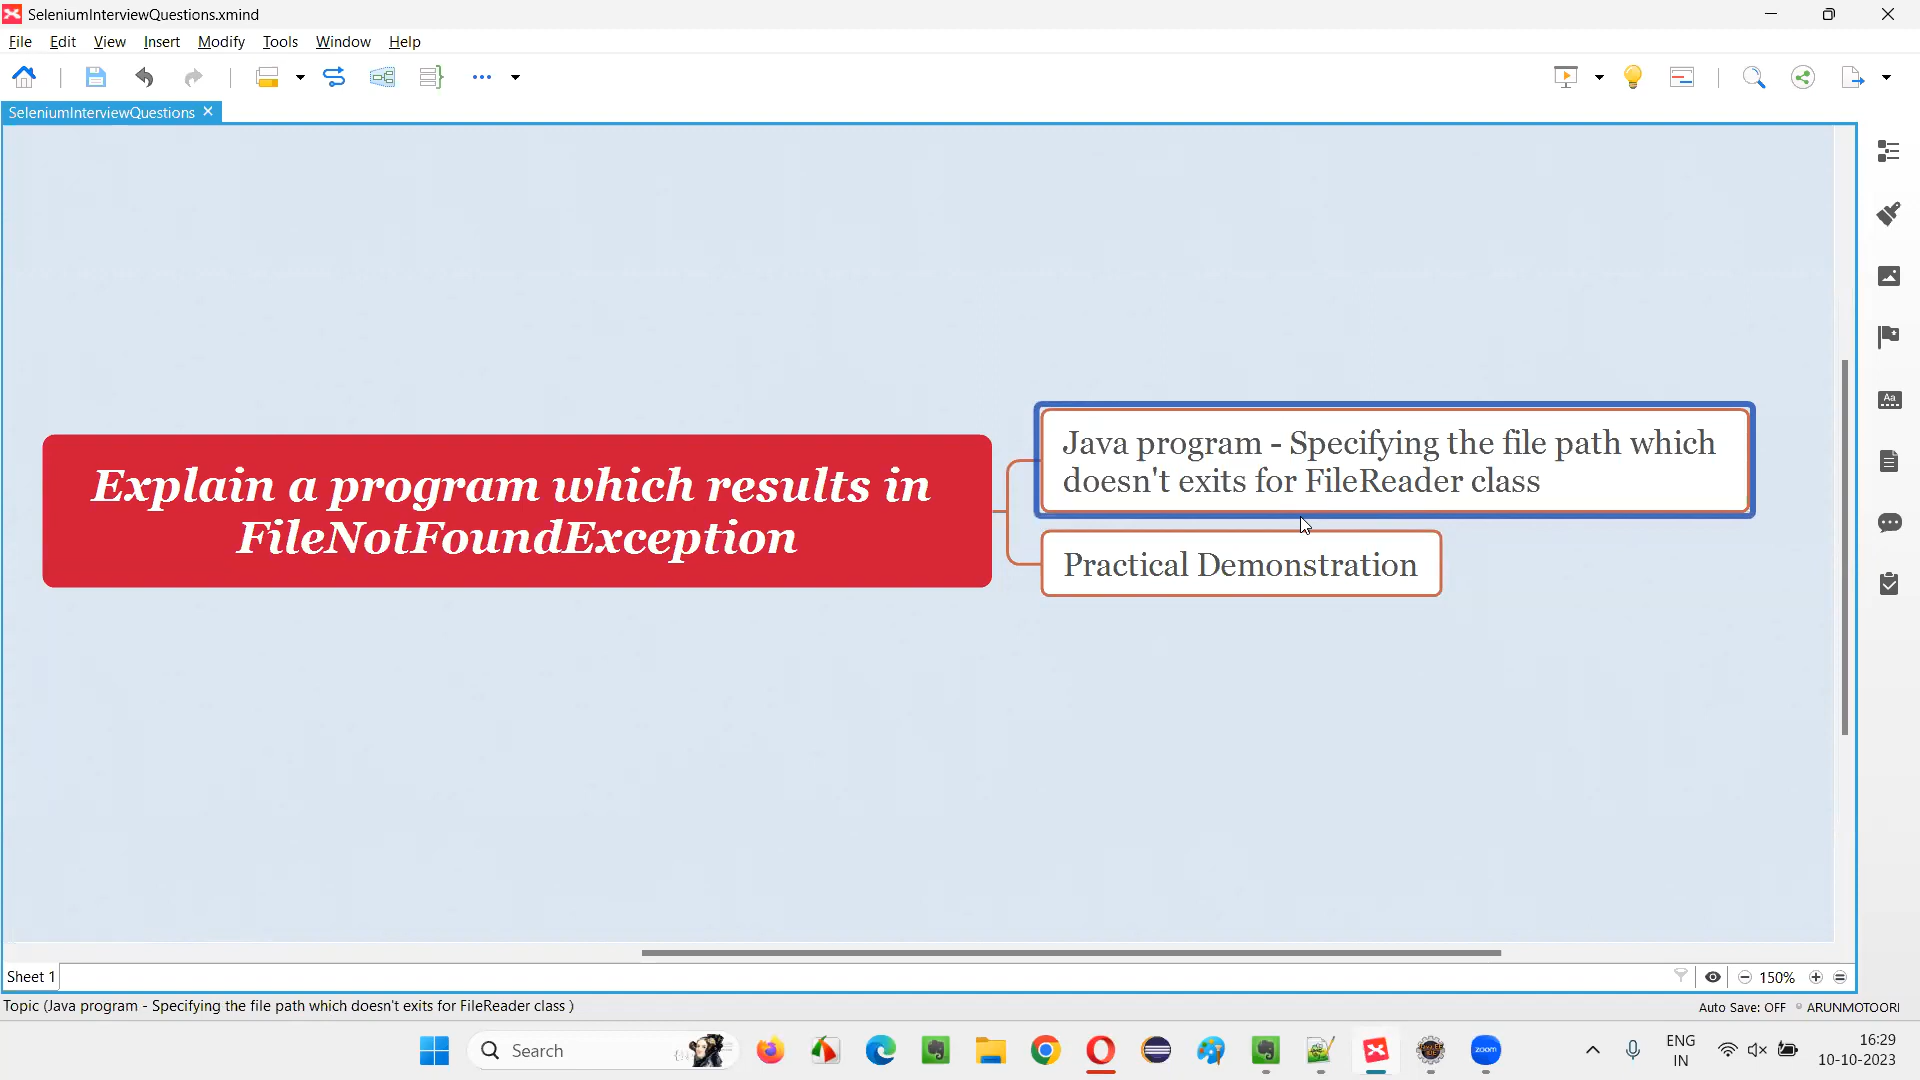 SeleniumInterviewQuestions.xmind
File Edit View Insert Modify Tools Window Help
SeleniumInterviewQuestions
Explain a program which results in
FileNotFoundException
Java program - Specifying the file path which
doesn't exits for FileReader class
Practical Demonstration
Sheet 1
150%
Topic (Java program - Specifying the file path which doesn't exits for FileReader class )
Auto Save: OFF
ARUNMOTOORI
Search
zoom
ENG
IN
16:29
10-10-2023